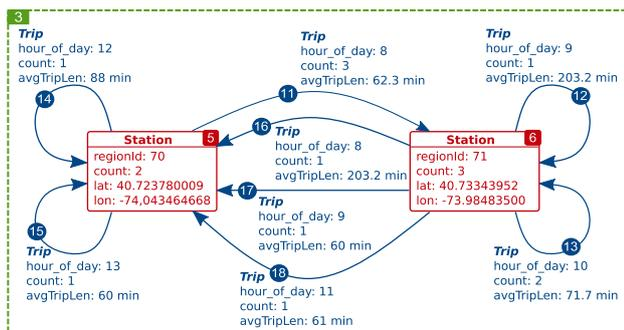 3
Trip
hour_of_day: 12
count: 1
avgTripLen: 88 min
14
Trip
hour_of_day: 8
count: 3
avgTripLen: 62.3 min
11
Trip
hour_of_day: 9
count: 1
avgTripLen: 203.2 min
12
Station 5
regionId: 70
count: 2
lat: 40.723780009
lon: -74,043464668
16
Trip
hour_of_day: 8
count: 1
avgTripLen: 203.2 min
Station 6
regionId: 71
count: 3
lat: 40.73343952
lon: -73.98483500
17
Trip
hour_of_day: 9
count: 1
avgTripLen: 60 min
15
Trip
hour_of_day: 13
count: 1
avgTripLen: 60 min
18
Trip
hour_of_day: 11
count: 1
avgTripLen: 61 min
13
Trip
hour_of_day: 10
count: 2
avgTripLen: 71.7 min